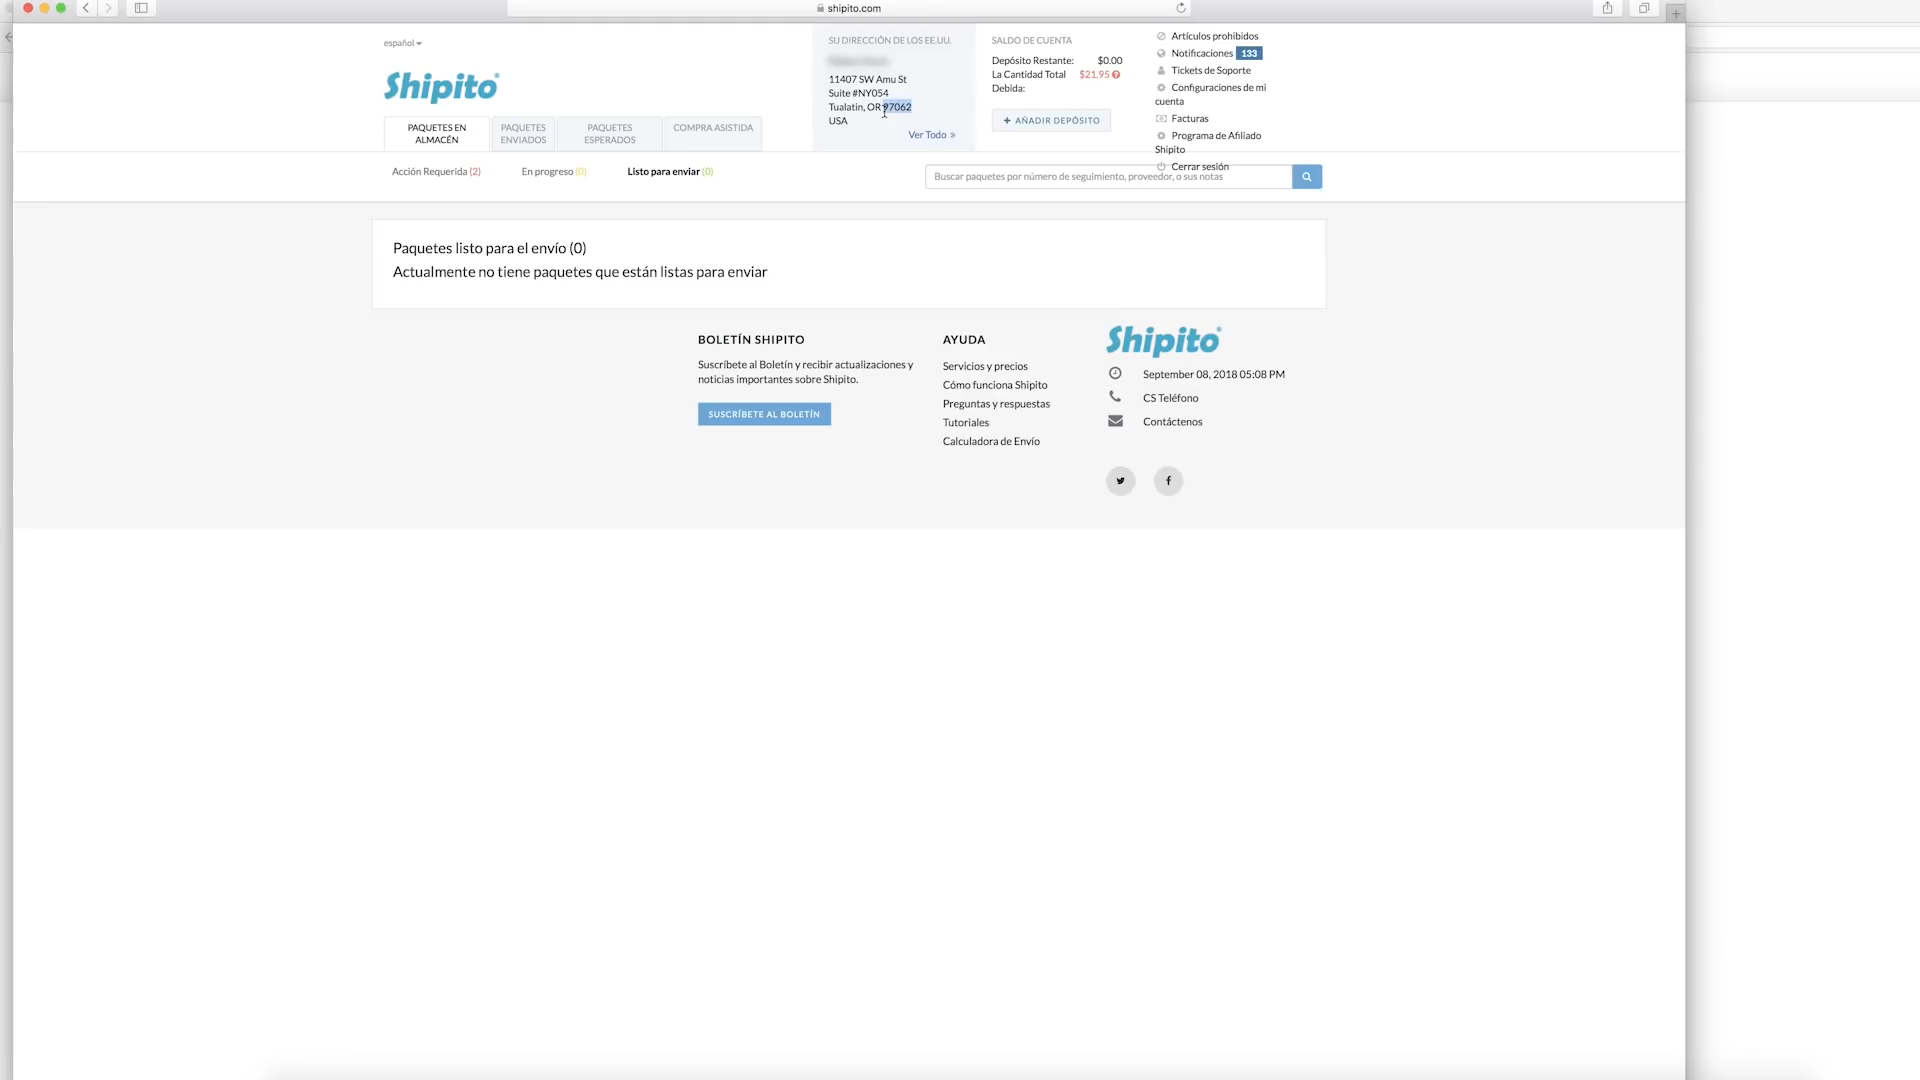 shipito.com
español
Shipito
PAQUETES EN
ALMACÉN
PAQUETES
ENVIADOS
PAQUETES
ESPERADOS
COMPRA ASISTIDA
SU DIRECCIÓN DE LOS EE.UU.
11407 SW Amu St
Suite #NY054
Tualatin, OR 97062
USA
Ver Todo »
SALDO DE CUENTA
Depósito Restante: $0.00
La Cantidad Total $21.95
Debida:
+ AÑADIR DEPÓSITO
Artículos prohibidos
Notificaciones 133
Tickets de Soporte
Configuraciones de mi
cuenta
Facturas
Programa de Afiliado
Shipito
Cerrar sesión
Acción Requerida (2)
En progreso (0)
Listo para enviar (0)
Buscar paquetes por número de seguimiento, proveedor, o sus notas
Paquetes listo para el envío (0)
Actualmente no tiene paquetes que están listas para enviar
BOLETÍN SHIPITO
Suscríbete al Boletín y recibir actualizaciones y
noticias importantes sobre Shipito.
SUSCRÍBETE AL BOLETÍN
AYUDA
Servicios y precios
Cómo funciona Shipito
Preguntas y respuestas
Tutoriales
Calculadora de Envío
Shipito
September 08, 2018 05:08 PM
CS Teléfono
Contáctenos